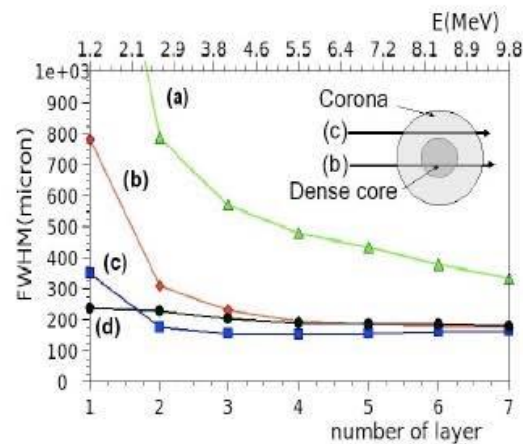 E(MeV)
1.2 2.1 2.9 3.8 4.6 5.5 6.4 7.2 8.1 8.9 9.8
1e+03
900
800
700
600
500
400
300
200
100
0
FWHM(micron)
(a)
(b)
(c)
(d)
Corona
(c)
(b)
Dense core
1 2 3 4 5 6 7
number of layer